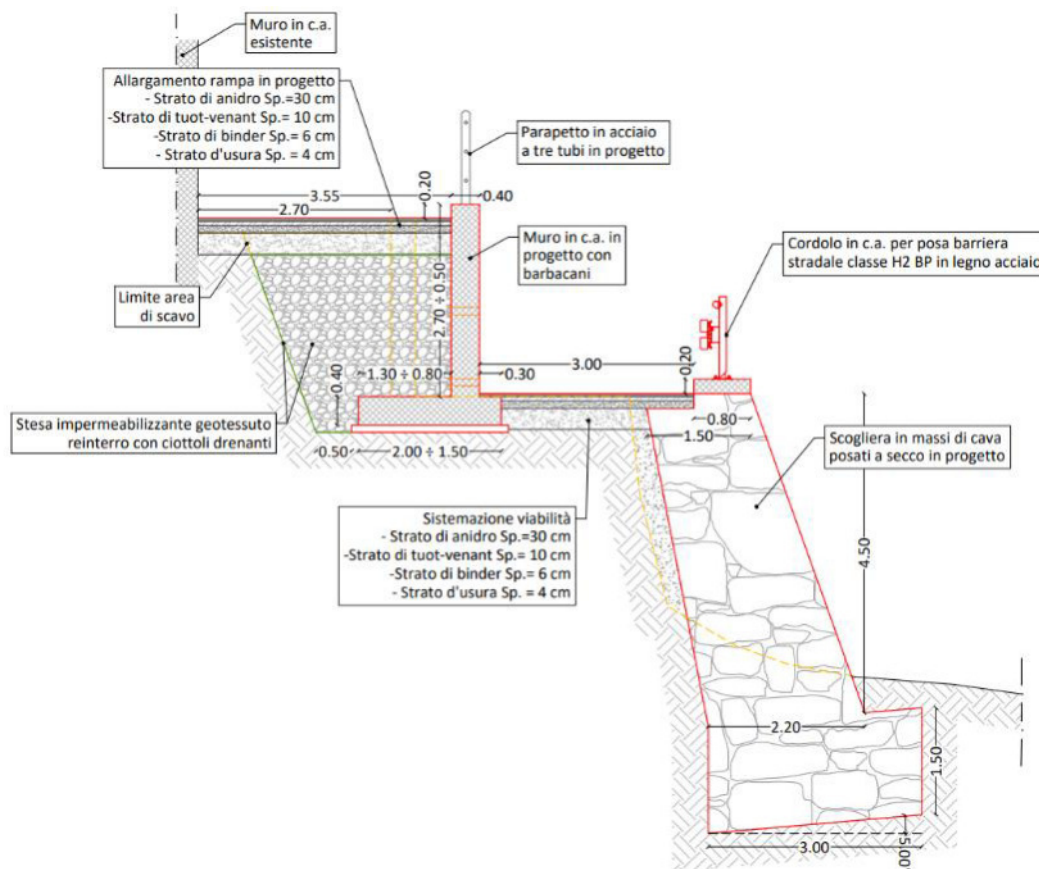 Muro in c.a.
esistente
Allargamento rampa in progetto
- Strato di anidro Sp.=30 cm
-Strato di tuot-venant Sp.= 10 cm
-Strato di binder Sp.= 6 cm
- Strato d'usura Sp. = 4 cm
Parapetto in acciaio
a tre tubi in progetto
3.55
0.20
0.40
2.70
Muro in c.a. in
progetto con
barbacani
Cordolo in c.a. per posa barriera
stradale classe H2 BP in legno acciaio
Limite area
di scavo
2.70 ÷ 0.50
3.00
0.20
1.30 ÷ 0.80
0.30
0.40
Stesa impermeabilizzante geotessuto
reinterro con ciottoli drenanti
0.80
1.50
Scogliera in massi di cava
posati a secco in progetto
0.50
2.00 ÷ 1.50
4.50
Sistemazione viabilità
- Strato di anidro Sp.=30 cm
-Strato di tuot-venant Sp.= 10 cm
-Strato di binder Sp.= 6 cm
- Strato d'usura Sp. = 4 cm
2.20
1.50
3.00
5.00°